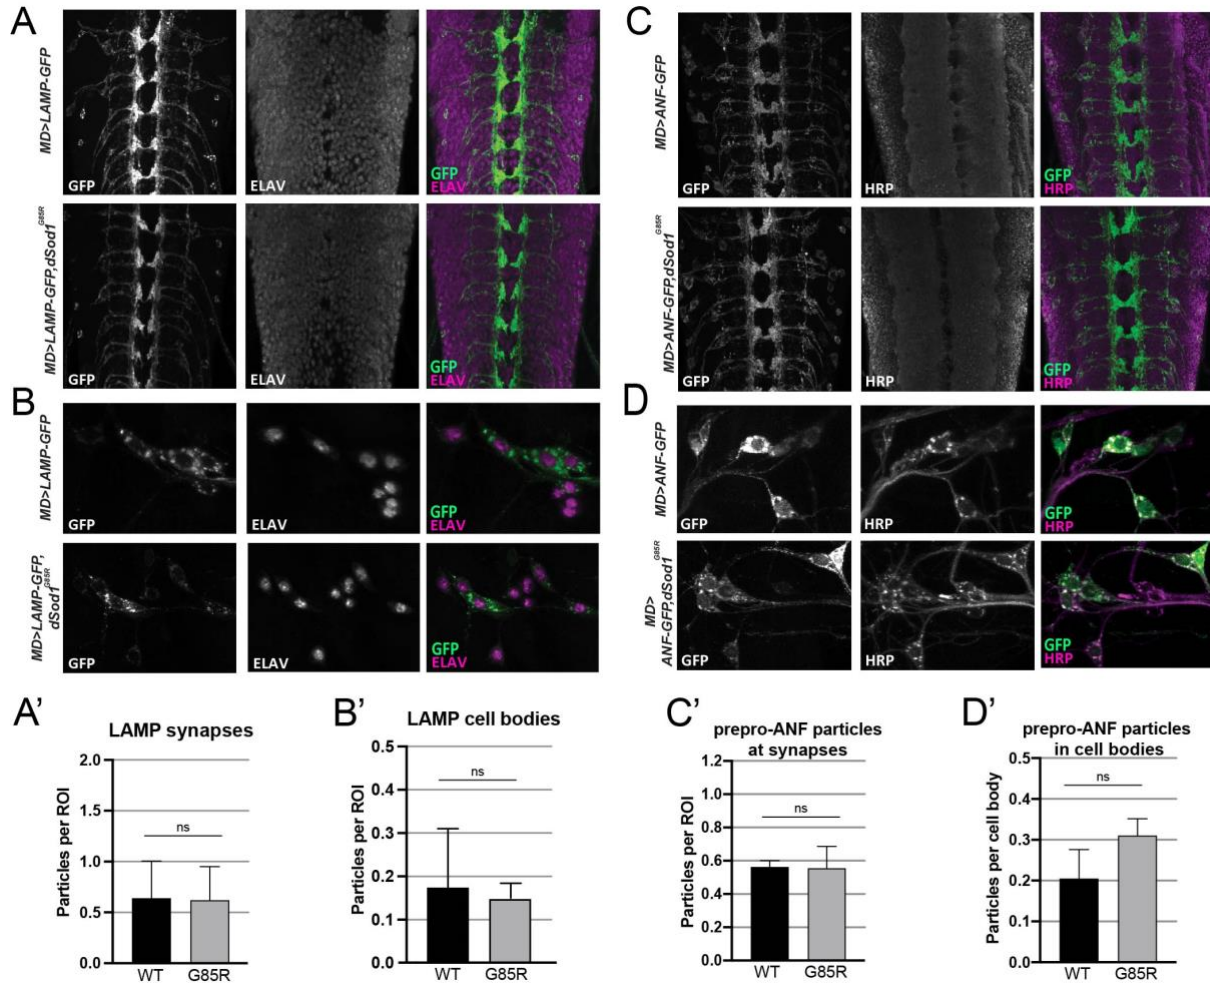 A
MD>LAMP-GFP
GFP
ELAV
GFP
ELAV
MD>LAMP-GFP,dSod1G85R
GFP
ELAV
GFP
ELAV
B
MD>LAMP-GFP
GFP
ELAV
GFP
ELAV
MD>LAMP-GFP,
dSod1G85R
GFP
ELAV
GFP
ELAV
C
MD>ANF-GFP
GFP
HRP
GFP
HRP
MD>ANF-GFP,dSod1G85R
GFP
HRP
GFP
HRP
D
MD>ANF-GFP
GFP
HRP
GFP
HRP
MD>
ANF-GFP,dSod1G85R
GFP
HRP
GFP
HRP
A'
LAMP synapses
Particles per ROI
2.0
1.5
1.0
0.5
0.0
ns
WT G85R
B'
LAMP cell bodies
Particles per ROI
0.5
0.4
0.3
0.2
0.1
0.0
ns
WT G85R
C'
prepro-ANF particles
at synapses
Particles per ROI
1.2
1.0
0.8
0.6
0.4
0.2
0.0
ns
WT G85R
D'
prepro-ANF particles
in cell bodies
Particles per cell body
0.5
0.4
0.3
0.2
0.1
0.0
ns
WT G85R